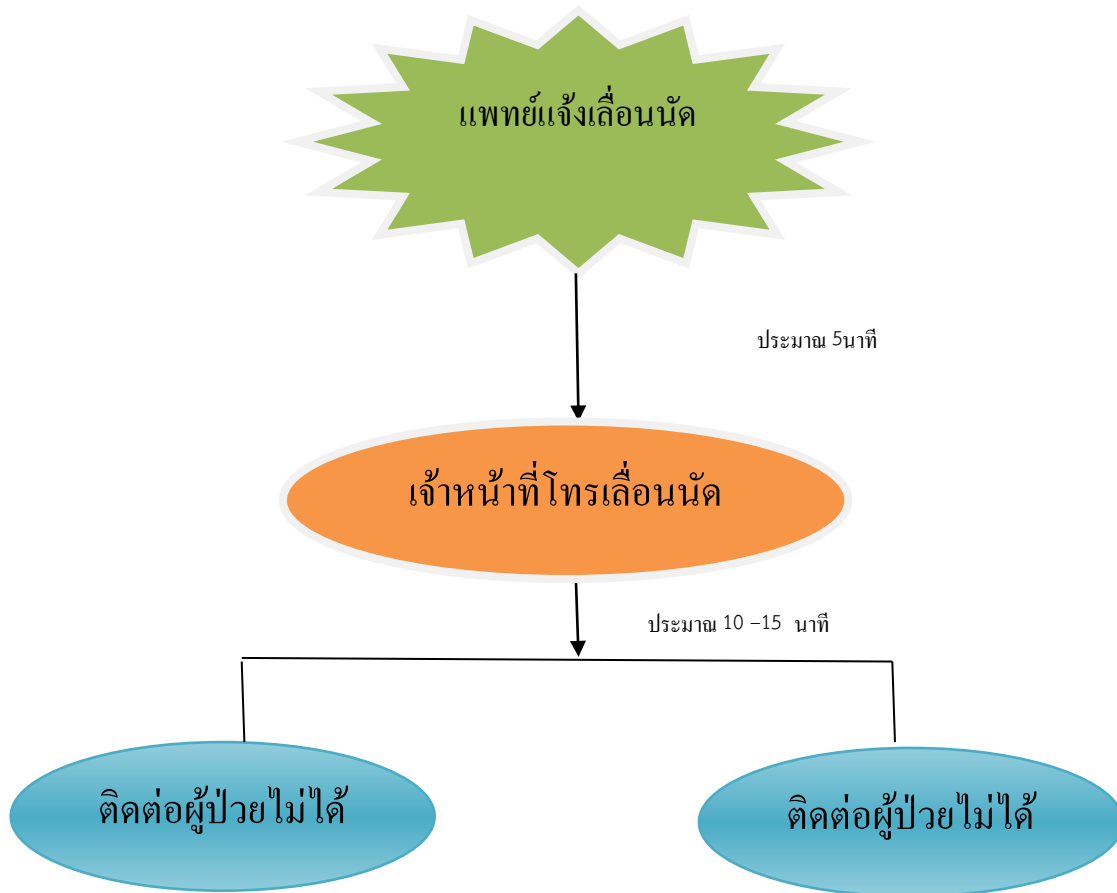 แพทย์แจ้งเลื่อนนัด
ประมาณ 5นาที
เจ้าหน้าที่โทรเลื่อนนัด
ประมาณ 10 –15 นาที
ติดต่อผู้ป่วยไม่ได้
ติดต่อผู้ป่วยไม่ได้